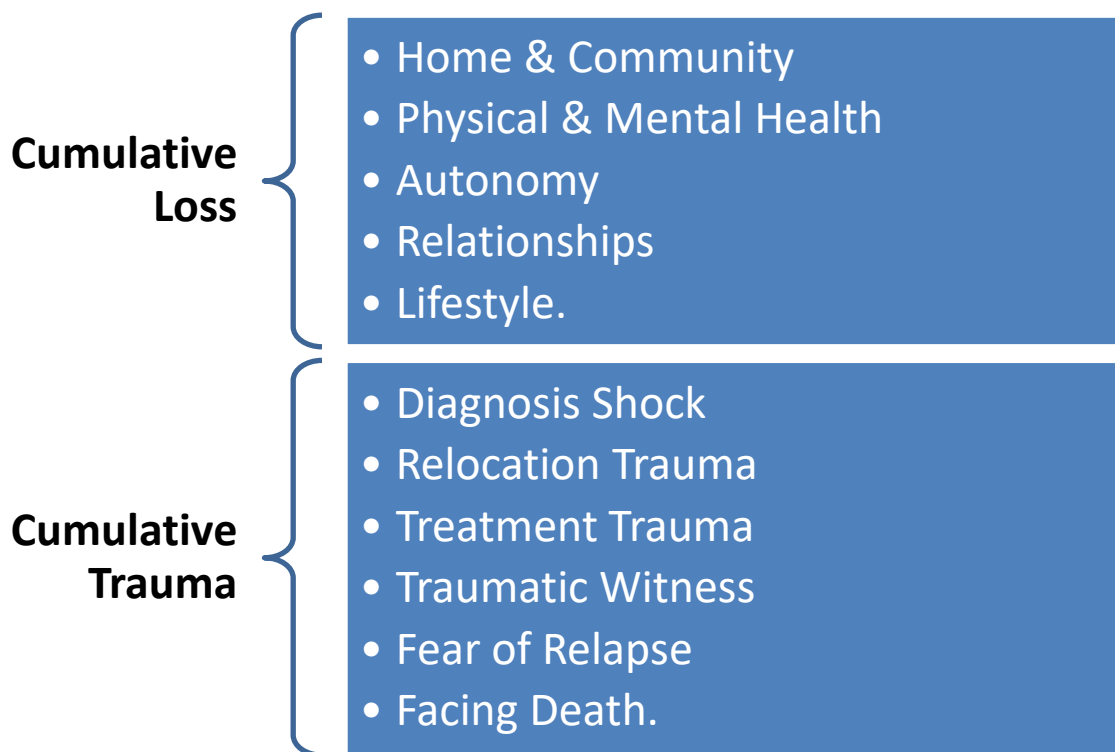 Cumulative
Loss
• Home & Community
• Physical & Mental Health
• Autonomy
• Relationships
• Lifestyle.
Cumulative
Trauma
• Diagnosis Shock
• Relocation Trauma
• Treatment Trauma
• Traumatic Witness
• Fear of Relapse
• Facing Death.